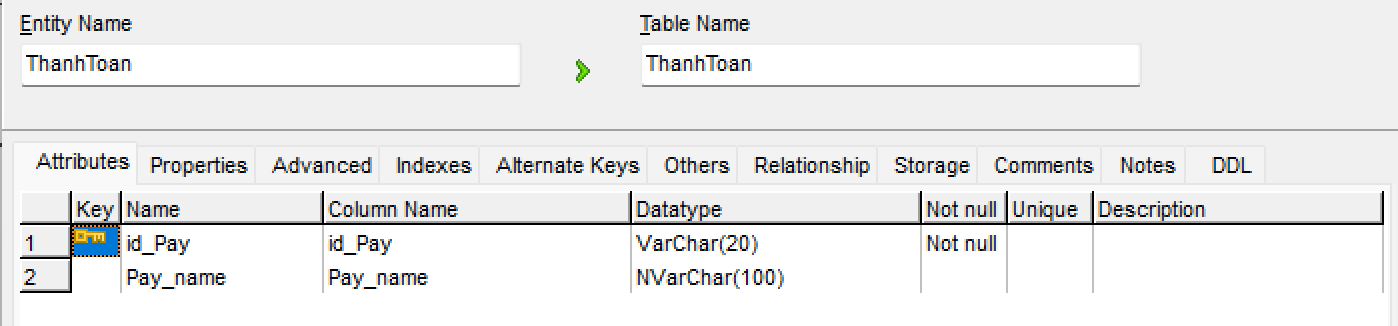 Entity Name Table Name
ThanhToan ThanhToan
Attributes Properties Advanced Indexes Alternate Keys Others Relationship Storage Comments Notes DDL
Key Name Column Name Datatype Not null Unique Description
1 id_Pay id_Pay VarChar(20) Not null
2 Pay_name Pay_name NVarChar(100)